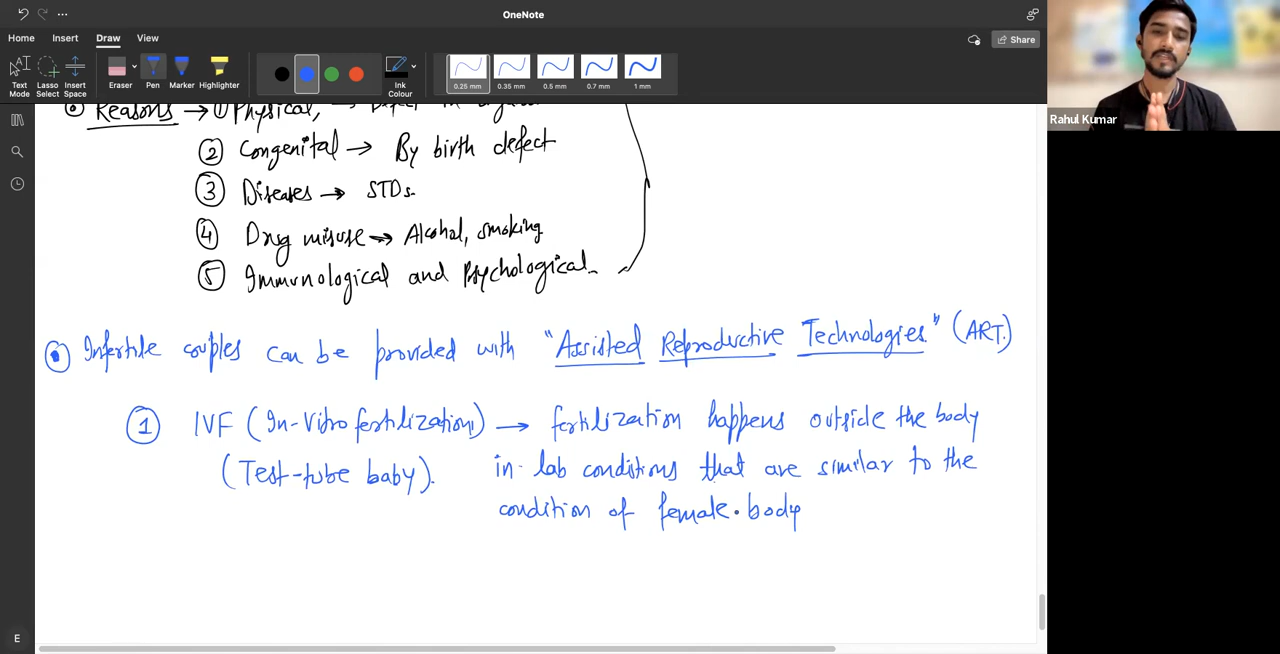 OneNote
Home Insert Draw View
Share
Text Mode
Lasso Select
Insert Space
Eraser
Pen
Marker
Highlighter
Ink Colour
0.25 mm
0.35 mm
0.5 mm
0.7 mm
1 mm
Rahul Kumar
Reasons → ① Physical, → Defect in
② Congenital → By birth defect
③ Diseases → STDs.
④ Drug misuse → Alcohal, smoking
⑤ Immunological and Psychological
Infertile couples can be provided with "Assisted Reproductive Technologies" (ART.)
① IVF (In-Vitro fertilization) → fertilization happens outside the body
(Test-tube baby). in lab conditions that are similar to the
condition of female body
E